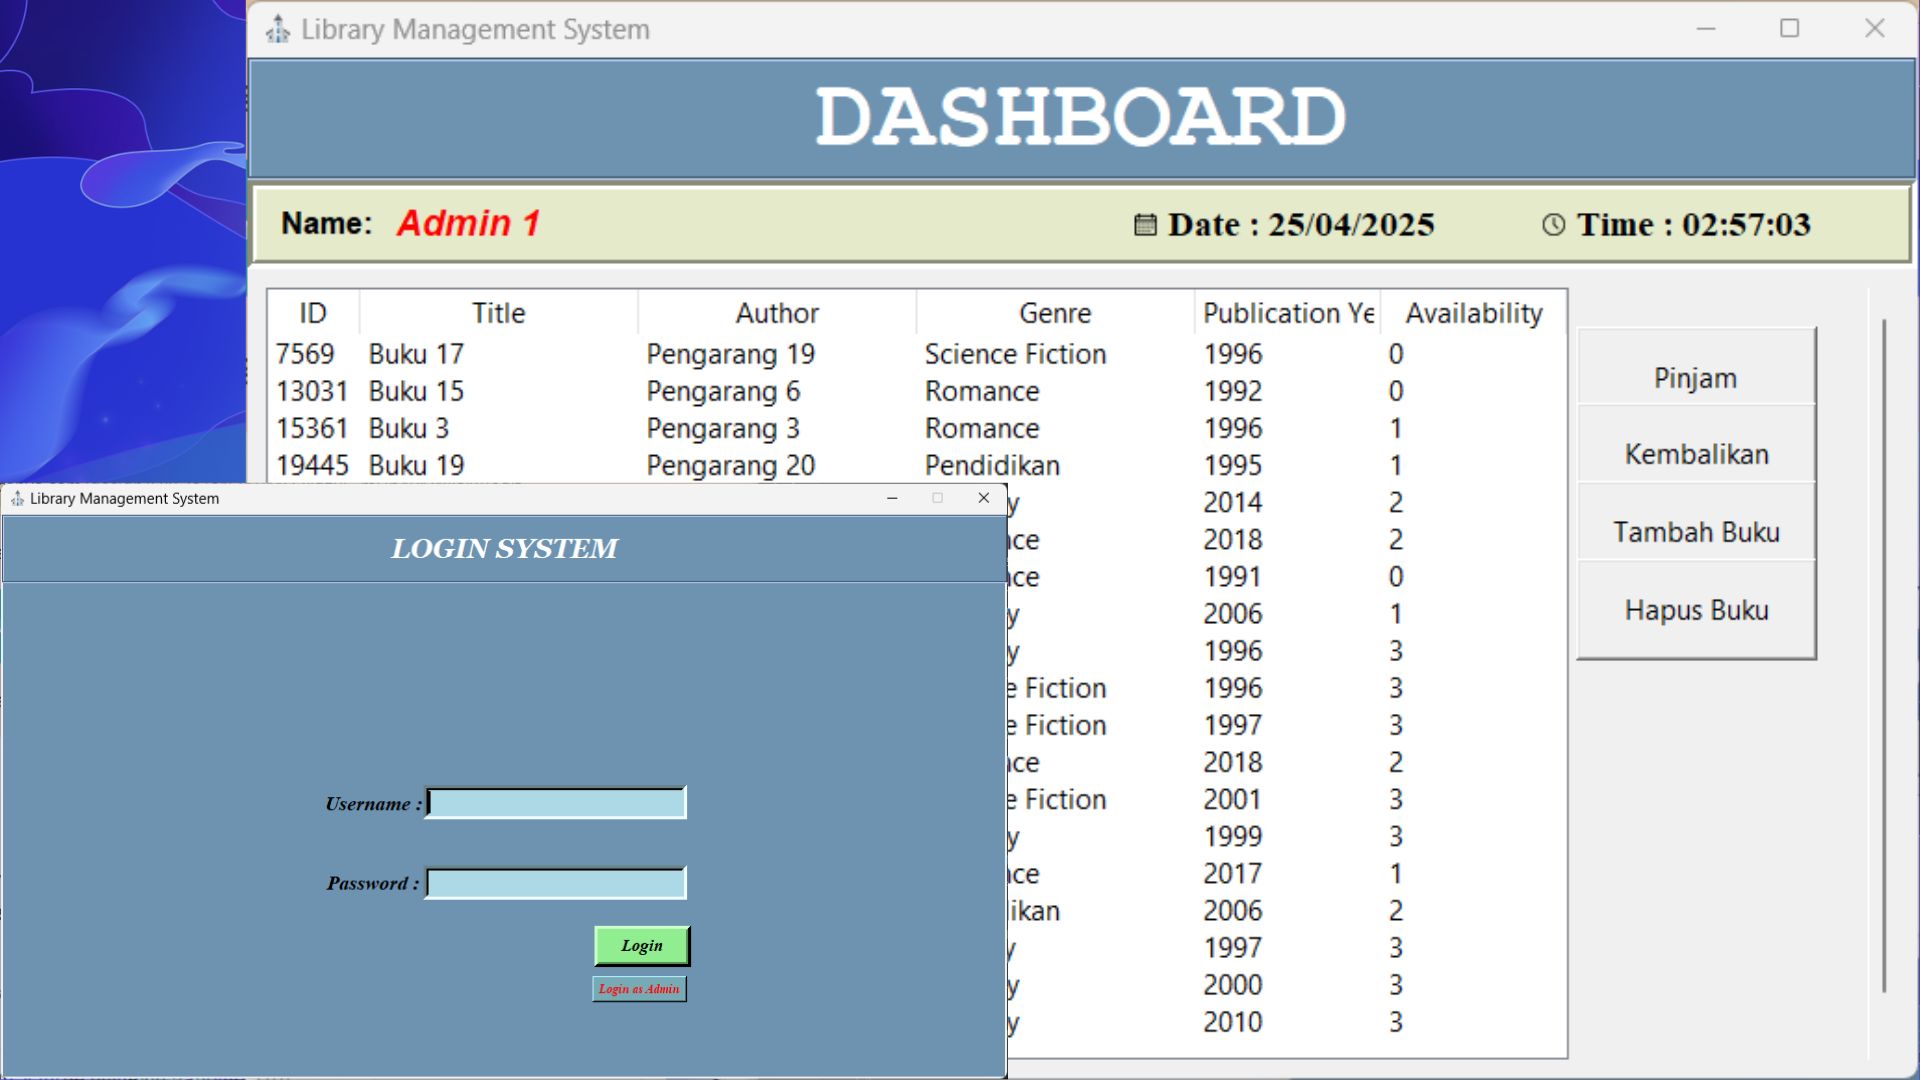 Library Management System
DASHBOARD
Name: Admin 1 Date : 25/04/2025 Time : 02:57:03
ID Title Author Genre Publication Ye Availability
7569 Buku 17 Pengarang 19 Science Fiction 1996 0
13031 Buku 15 Pengarang 6 Romance 1992 0
15361 Buku 3 Pengarang 3 Romance 1996 1
19445 Buku 19 Pengarang 20 Pendidikan 1995 1
y 2014 2
nce 2018 2
nce 1991 0
y 2006 1
y 1996 3
e Fiction 1996 3
e Fiction 1997 3
nce 2018 2
e Fiction 2001 3
y 1999 3
nce 2017 1
ikan 2006 2
y 1997 3
y 2000 3
y 2010 3
Pinjam
Kembalikan
Tambah Buku
Hapus Buku
Library Management System
LOGIN SYSTEM
Username :
Password :
Login
Login as Admin